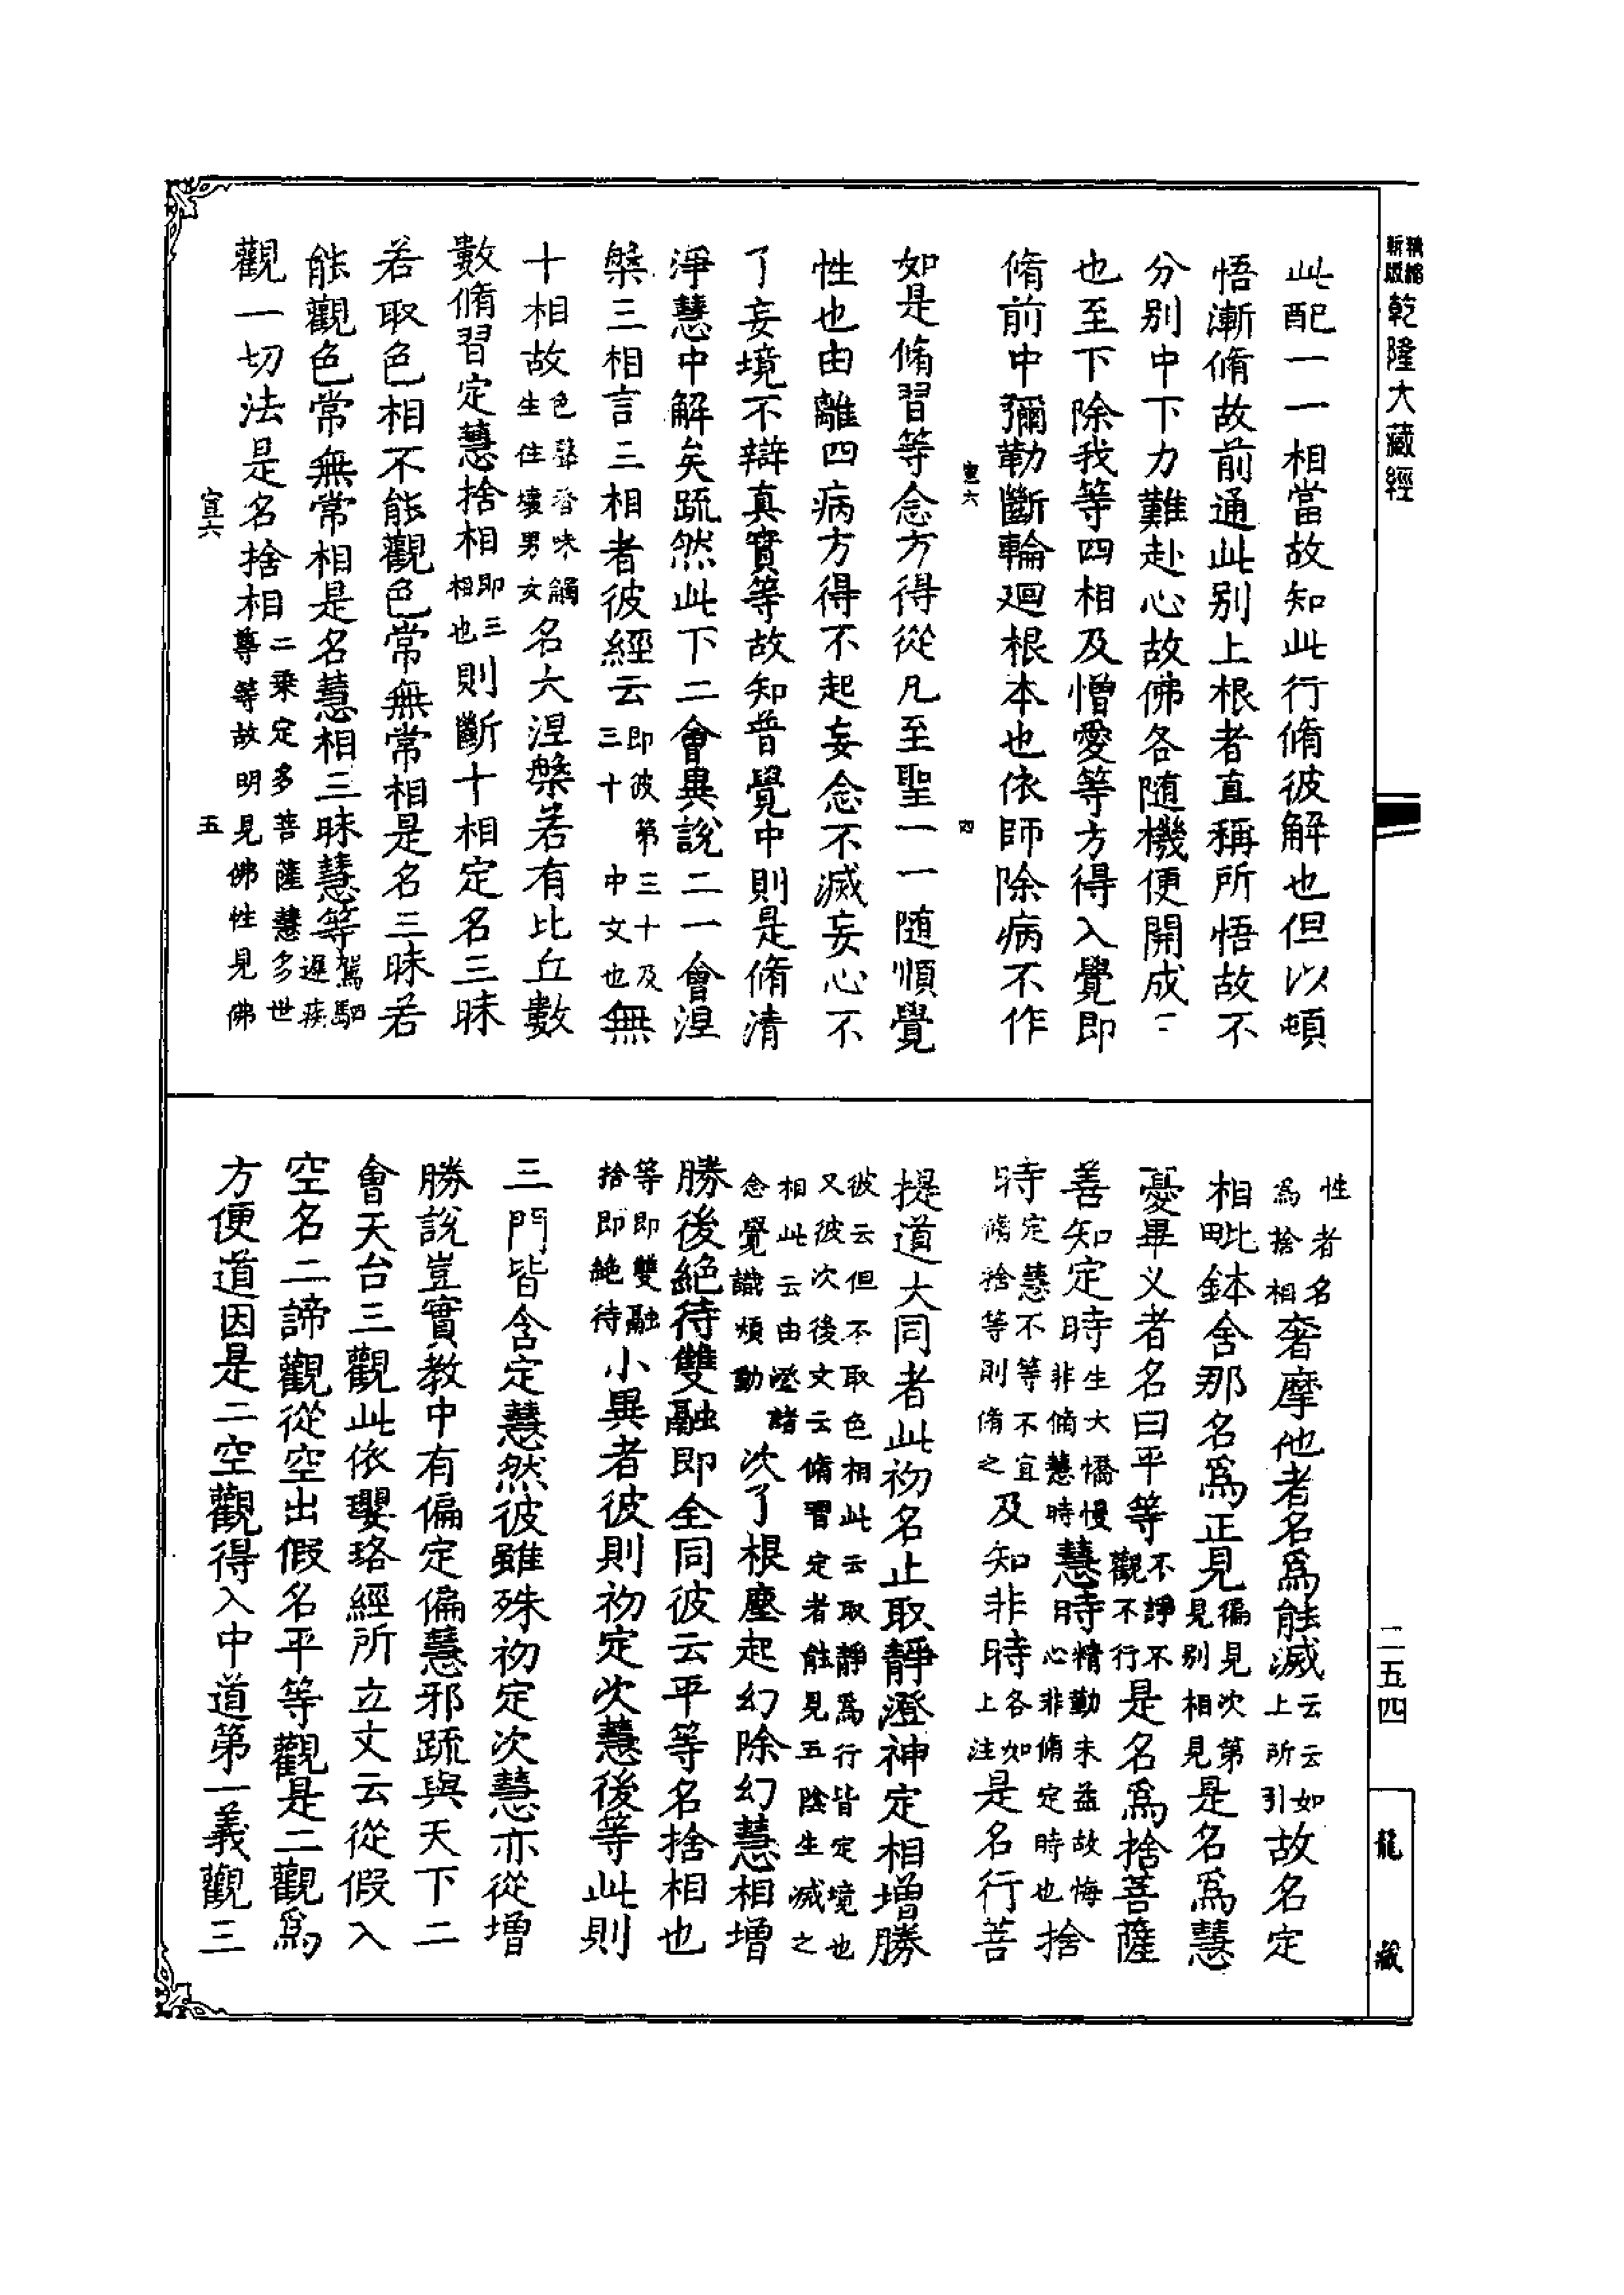 精縮
新版
乾隆大藏經
此配一一相當故知此行脩彼解也但以頓
悟漸脩故前通此别上根者直稱所悟故不
分别中下力難赴心故佛各随機便開成二
也至下除我等四相及憎愛等方得入覺即
脩前中彌勒斷輪迴根本也依師除病不作
宣六
四
如是脩習等念方得從凡至聖一一随順覺
性也由離四病方得不起妄念不滅妄心不
了妄境不辯真實等故知普覺中則是脩清
淨慧中解矣疏然此下二會異說二一會涅
槃三相言三相者彼經云即彼第三十及三十中文也無
十相故色聲香味觸生住壞男女名大涅槃若有比丘數
數脩習定慧捨相即三相也則斷十相定名三昧
若取色相不能觀色常無常相是名三昧若
能觀色常無常相是名慧相三昧慧等駕駟遲疾
觀一切法是名捨相二乗定多菩薩慧多世尊等故明見佛性見佛
宣六
五
性者名為捨相奢摩他者名爲能滅云云如上所引故名定
相毗鉢舍那名爲正見徧見次第見别相見是名爲慧
憂畢义者名曰平等不諍不觀不行是名爲捨菩薩
善知定時生大憍慢非脩慧時慧時精勤未益故悔心非脩定時也捨
時定慧不等不宜脩捨等則脩之及知非時各如上注是名行菩
提道大同者此初名止取靜澄神定相增勝
彼云但不取色相此云取靜爲行皆定境也又彼次後文云脩習定者能見五陰生滅之
相此云由澄諸念覺識煩動次了根塵起幻除幻慧相增
勝後絶待雙融即全同彼云平等名捨相也
等即雙融捨即絶待小異者彼則初定次慧後等此則
三門皆含定慧然彼雖殊初定次慧亦從增
勝說豈實教中有偏定偏慧邪疏與天下二
會天台三觀此依瓔珞經所立文云從假入
空名二諦觀從空出假名平等觀是二觀爲
方便道因是二空觀得入中道第一義觀三
二五四
龍
藏